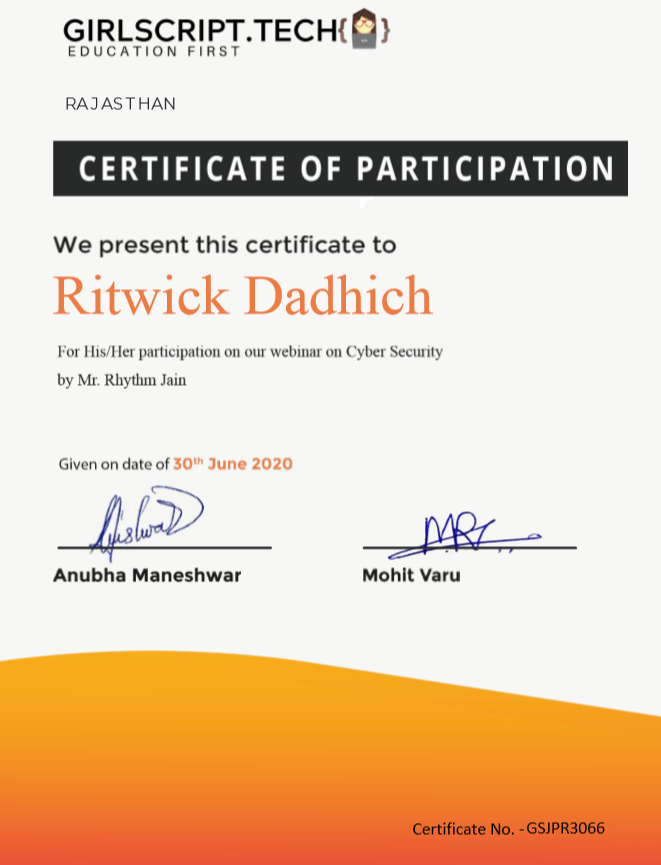 GIRLSCRIPT.TECH{ }
EDUCATION FIRST
RAJASTHAN
CERTIFICATE OF PARTICIPATION
We present this certificate to
Ritwick Dadhich
For His/Her participation on our webinar on Cyber Security
by Mr. Rhythm Jain
Given on date of 30th June 2020
Anubha Maneshwar
Mohit Varu
Certificate No. - GSJPR3066